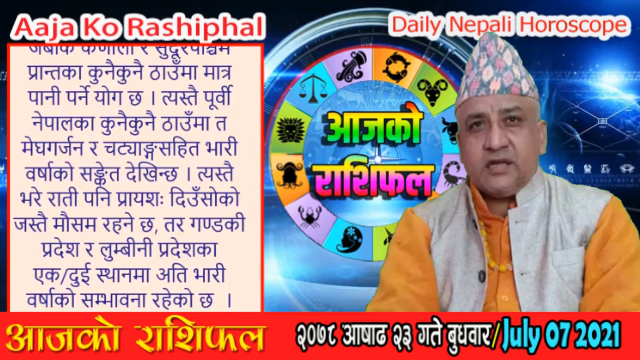 Aaja Ko Rashiphal
Daily Nepali Horoscope
प्रान्तका कुनैकुनै ठाउँमा मात्र
पानी पर्ने योग छ । त्यस्तै पूर्वी
नेपालका कुनैकुनै ठाउँमा त
मेघगर्जन र चट्याङ्गसहित भारी
वर्षाको सङ्केत देखिन्छ । त्यस्तै
भरे राती पनि प्रायशः दिउँसोको
जस्तै मौसम रहने छ, तर गण्डकी
प्रदेश र लुम्बीनी प्रदेशका
एक/दुई स्थानमा अति भारी
वर्षाको सम्भावना रहेको छ ।
आजको
राशिफल
आजको राशिफल
२०७८ आषाढ २३ गते बुधवार/July 07 2021